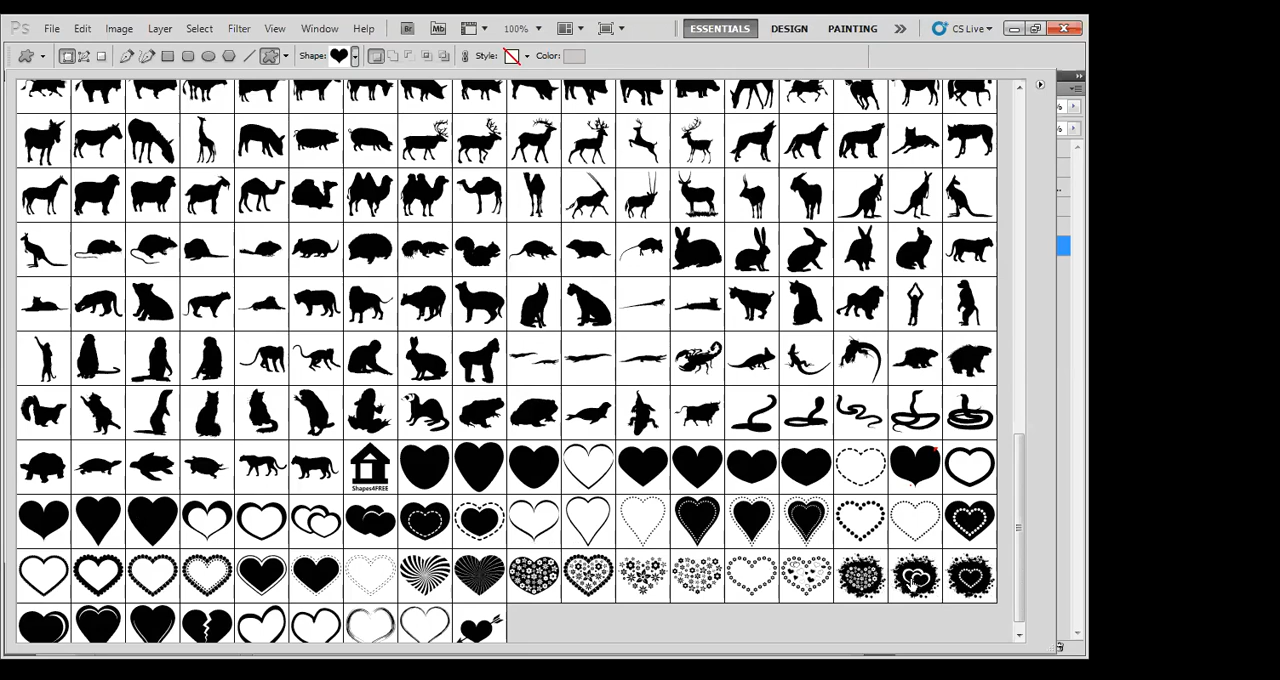 Ps File Edit Image Layer Select Filter View Window Help Br Mb 100% ESSENTIALS DESIGN PAINTING CS Live
Shape: Style: Color:
%
%
Shapes4FREE